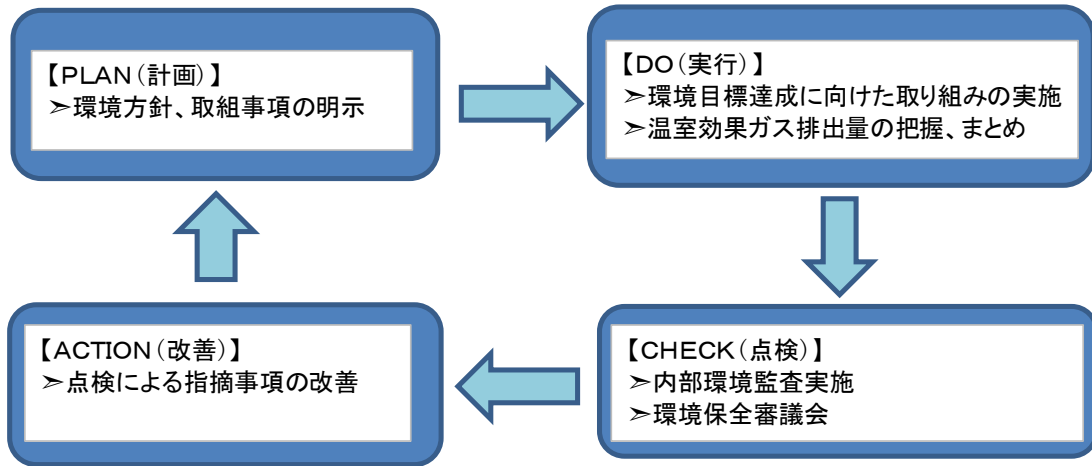 【PLAN（計画）】
➣環境方針、取組事項の明示
【DO（実行）】
➣環境目標達成に向けた取り組みの実施
➣温室効果ガス排出量の把握、まとめ
【CHECK（点検）】
➣内部環境監査実施
➣環境保全審議会
【ACTION（改善）】
➣点検による指摘事項の改善